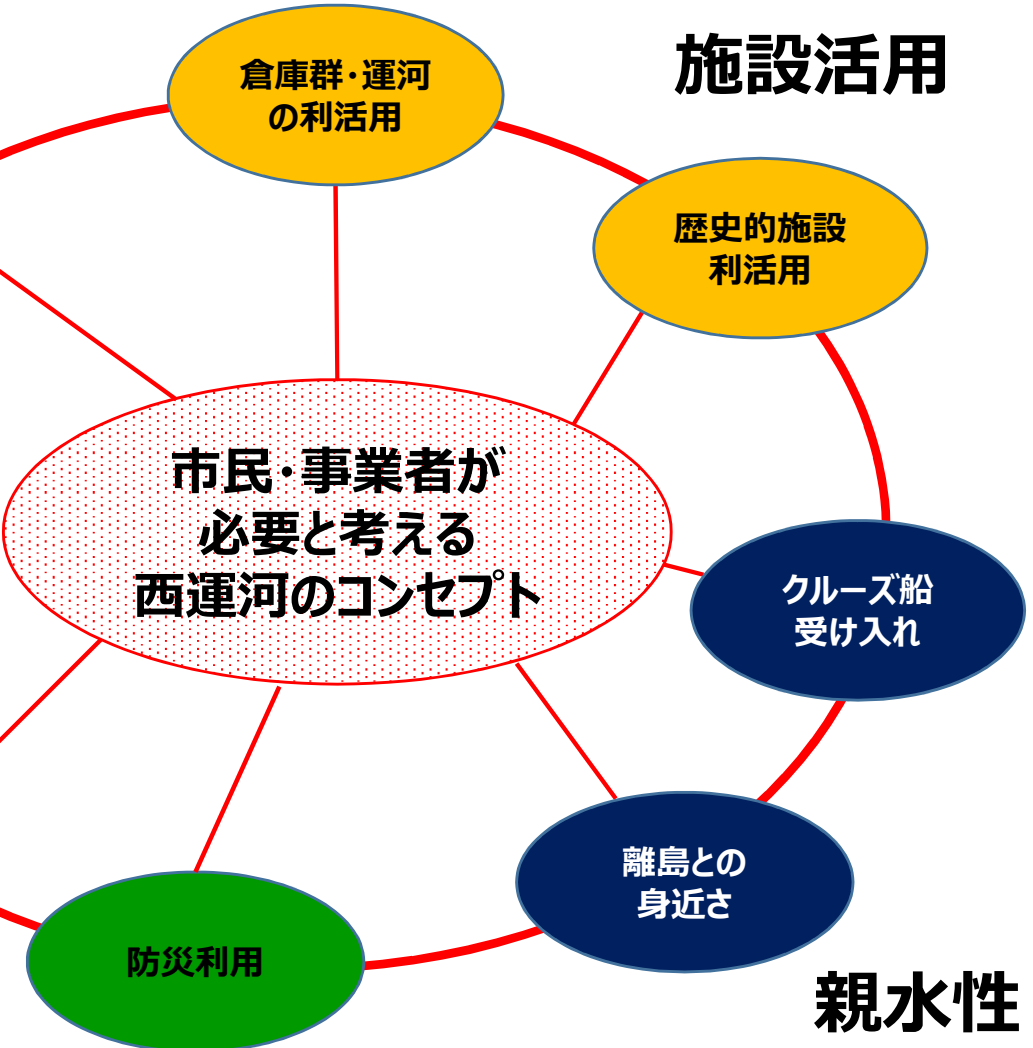 施設活用
倉庫群・運河
の利活用
歴史的施設
利活用
市民・事業者が
必要と考える
西運河のコンセプト
クルーズ船
受け入れ
離島との
身近さ
防災利用
親水性